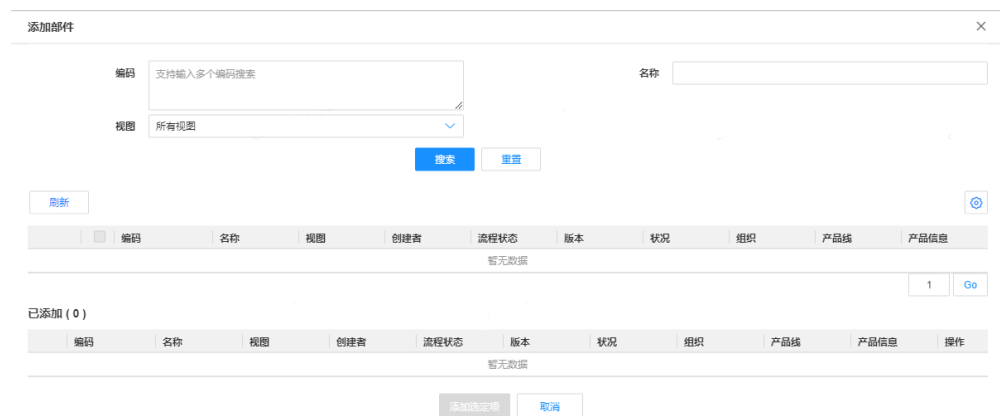 添加部件
编码 支持输入多个编码搜索 名称
视图 所有视图
搜索 重置
刷新
编码 名称 视图 创建者 流程状态 版本 状况 组织 产品线 产品信息
暂无数据
1 Go
已添加 ( 0 )
编码 名称 视图 创建者 流程状态 版本 状况 组织 产品线 产品信息 操作
暂无数据
添加选定项 取消